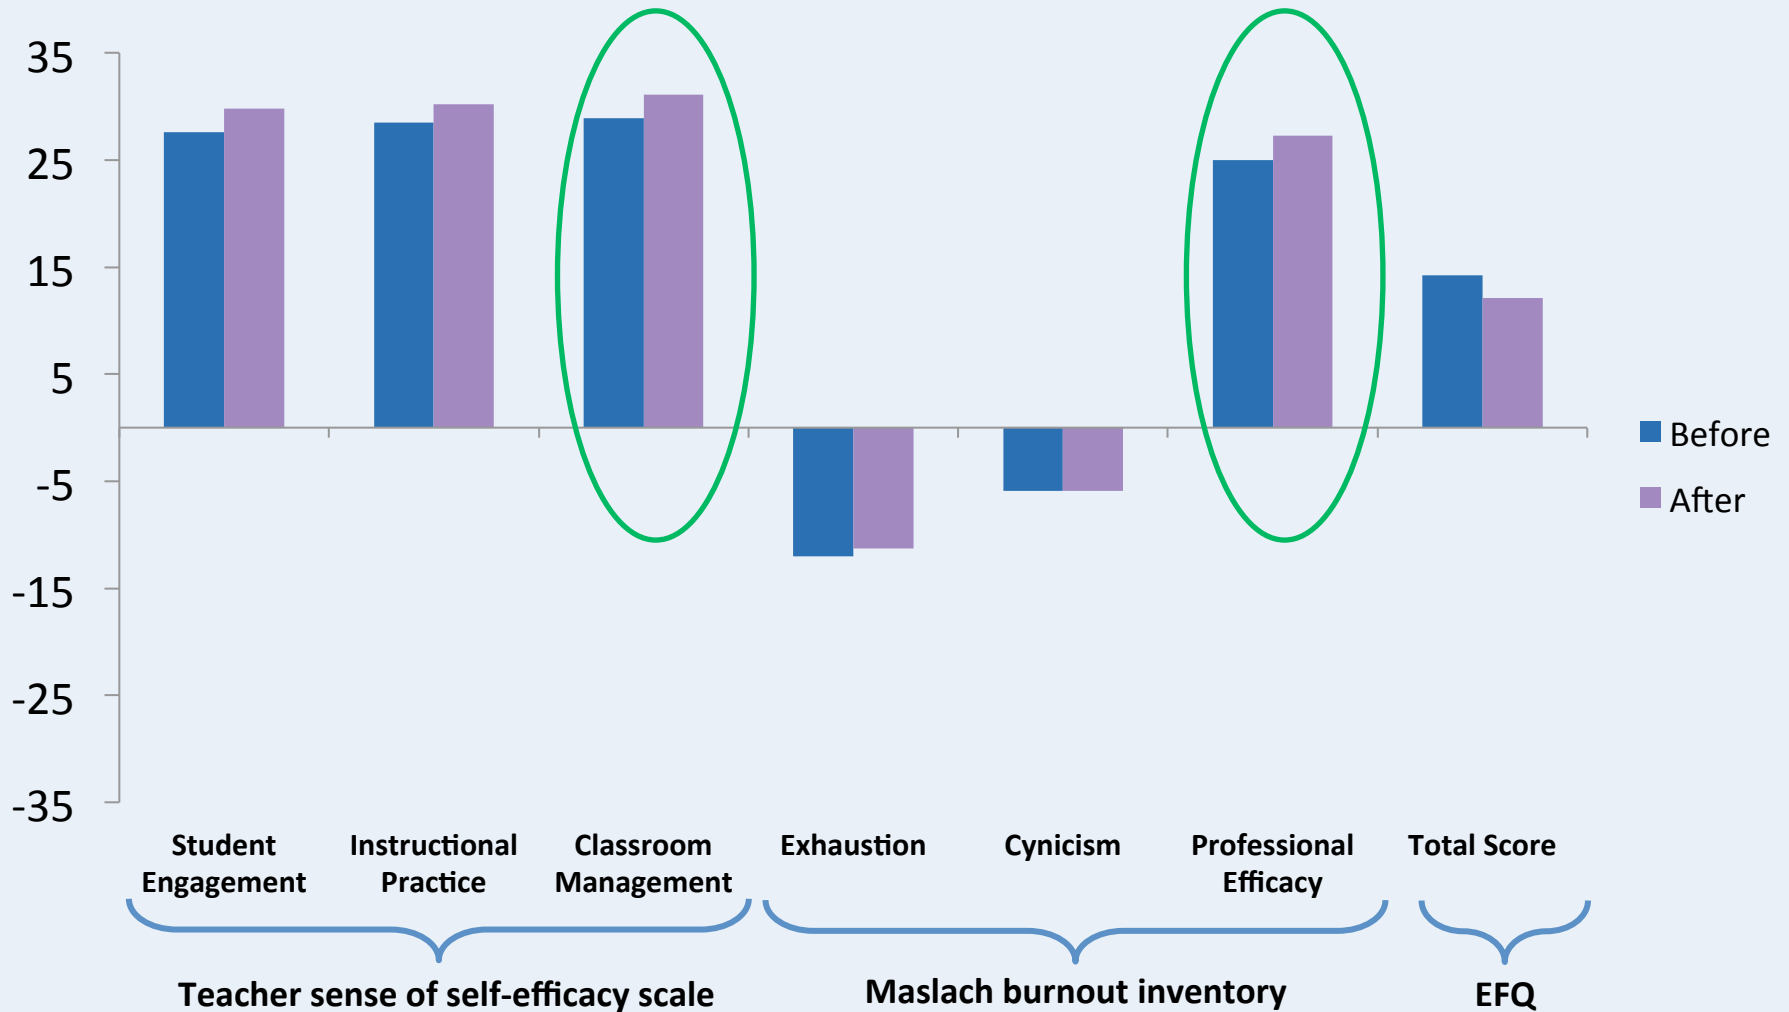 35
25
15
5
-5
-15
-25
-35
Before
After
Student
Engagement
Instructional
Practice
Classroom
Management
Exhaustion
Cynicism
Professional
Efficacy
Total Score
Teacher sense of self-efficacy scale
Maslach burnout inventory
EFQ